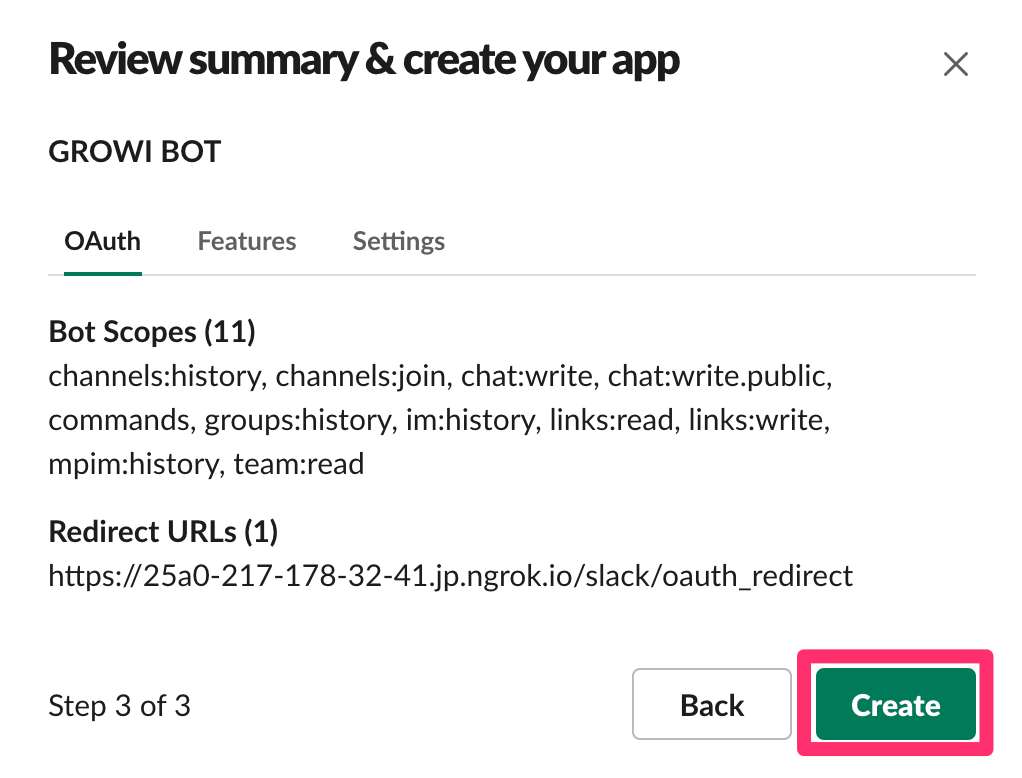 Review summary & create your app
GROWI BOT
OAuth Features Settings
Bot Scopes (11)
channels:history, channels:join, chat:write, chat:write.public,
commands, groups:history, im:history, links:read, links:write,
mpim:history, team:read
Redirect URLs (1)
https://25a0-217-178-32-41.jp.ngrok.io/slack/oauth_redirect
Step 3 of 3 Back Create